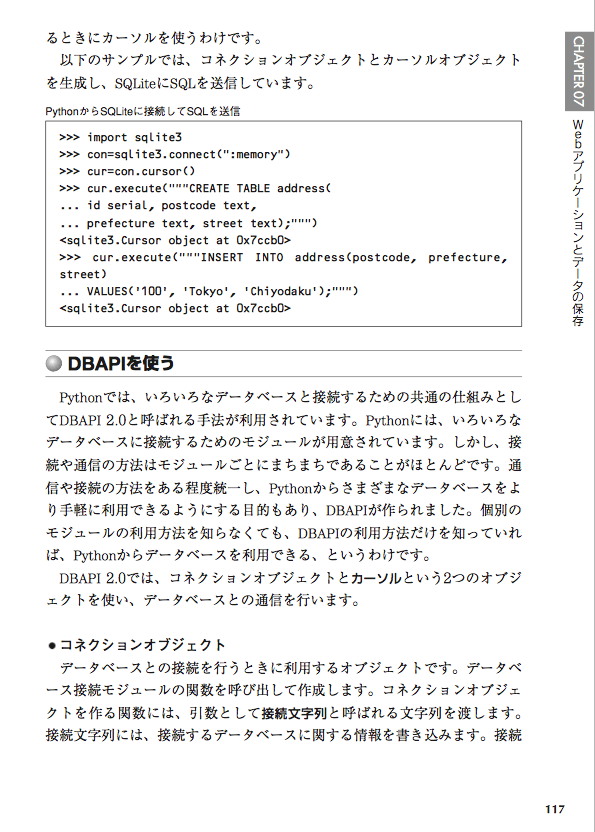 るときにカーソルを使うわけです。
以下のサンプルでは、コネクションオブジェクトとカーソルオブジェクト
を生成し、SQLiteにSQLを送信しています。
PythonからSQLiteに接続してSQLを送信
>>> import sqlite3
>>> con=sqlite3.connect(":memory")
>>> cur=con.cursor()
>>> cur.execute("""CREATE TABLE address(
... id serial, postcode text,
... prefecture text, street text);""")
<sqlite3.Cursor object at 0x7ccb0>
>>> cur.execute("""INSERT INTO address(postcode, prefecture,
street)
... VALUES('100', 'Tokyo', 'Chiyodaku');""")
<sqlite3.Cursor object at 0x7ccb0>
DBAPIを使う
Pythonでは、いろいろなデータベースと接続するための共通の仕組みとし
てDBAPI 2.0と呼ばれる手法が利用されています。Pythonには、いろいろな
データベースに接続するためのモジュールが用意されています。しかし、接
続や通信の方法はモジュールごとにまちまちであることがほとんどです。通
信や接続の方法をある程度統一し、Pythonからさまざまなデータベースをよ
り手軽に利用できるようにする目的もあり、DBAPIが作られました。個別の
モジュールの利用方法を知らなくても、DBAPIの利用方法だけを知っていれ
ば、Pythonからデータベースを利用できる、というわけです。
DBAPI 2.0では、コネクションオブジェクトとカーソルという2つのオブジ
ェクトを使い、データベースとの通信を行います。
●コネクションオブジェクト
データベースとの接続を行うときに利用するオブジェクトです。データベ
ース接続モジュールの関数を呼び出して作成します。コネクションオブジェ
クトを作る関数には、引数として接続文字列と呼ばれる文字列を渡します。
接続文字列には、接続するデータベースに関する情報を書き込みます。接続
CHAPTER 07
Webアプリケーションとデータの保存
117